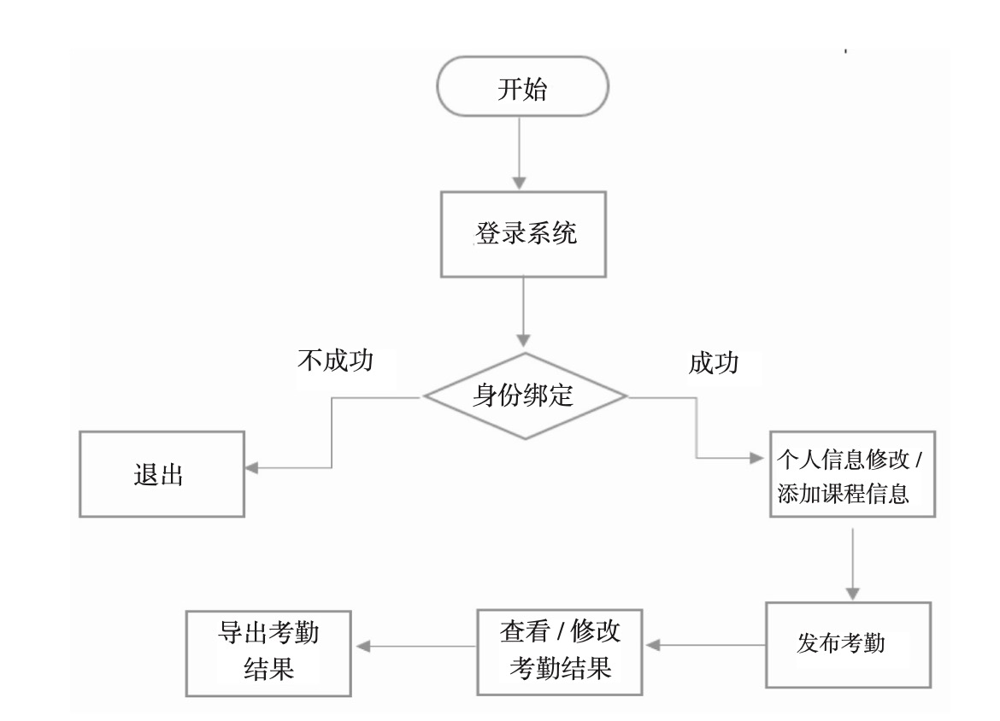 开始
登录系统
不成功
成功
身份绑定
退出
个人信息修改 /
添加课程信息
导出考勤
结果
查看 / 修改
考勤结果
发布考勤